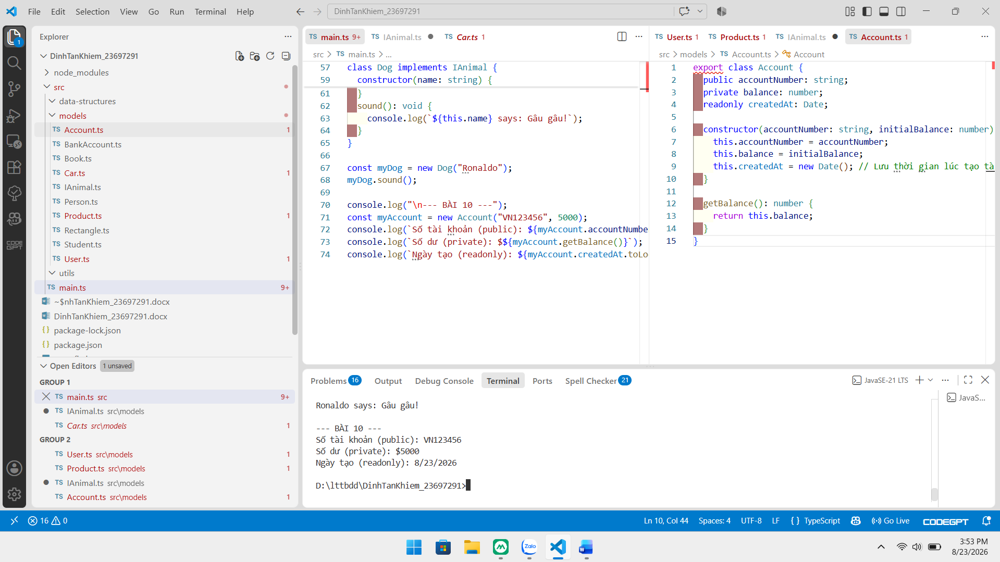 File Edit Selection View Go Run Terminal Help
DinhTanKhiem_23697291
Explorer
DinhTanKhiem_23697291
node_modules
src
data-structures
models
TS Account.ts 1
TS BankAccount.ts
TS Book.ts
TS Car.ts 1
TS IAnimal.ts
TS Person.ts
TS Product.ts 1
TS Rectangle.ts
TS Student.ts
TS User.ts 1
utils
TS main.ts 9+
~$nhTanKhiem_23697291.docx
DinhTanKhiem_23697291.docx
{} package-lock.json
{} package.json
Open Editors 1 unsaved
GROUP 1
TS main.ts src 9+
TS IAnimal.ts src\models
TS Car.ts src\models 1
GROUP 2
TS User.ts src\models 1
TS Product.ts src\models 1
TS IAnimal.ts src\models
TS Account.ts src\models 1
TS main.ts 9+ TS IAnimal.ts TS Car.ts 1
src > TS main.ts > ...
57 class Dog implements IAnimal {
59 constructor(name: string) {
61 }
62 sound(): void {
63 console.log(`${this.name} says: Gâu gâu!`);
64 }
65 }
66
67 const myDog = new Dog("Ronaldo");
68 myDog.sound();
69
70 console.log("\n--- BÀI 10 ---");
71 const myAccount = new Account("VN123456", 5000);
72 console.log(`Số tài khoản (public): ${myAccount.accountNumbe
73 console.log(`Số dư (private): $${myAccount.getBalance()}`);
74 console.log(`Ngày tạo (readonly): ${myAccount.createdAt.toLo
TS User.ts 1 TS Product.ts 1 TS IAnimal.ts TS Account.ts 1
src > models > TS Account.ts > Account
1 export class Account {
2 public accountNumber: string;
3 private balance: number;
4 readonly createdAt: Date;
5
6 constructor(accountNumber: string, initialBalance: number)
7 this.accountNumber = accountNumber;
8 this.balance = initialBalance;
9 this.createdAt = new Date(); // Lưu thời gian lúc tạo tà
10 }
11
12 getBalance(): number {
13 return this.balance;
14 }
15 }
Problems 16 Output Debug Console Terminal Ports Spell Checker 21
JavaSE-21 LTS
JavaS...
Ronaldo says: Gâu gâu!
--- BÀI 10 ---
Số tài khoản (public): VN123456
Số dư (private): $5000
Ngày tạo (readonly): 8/23/2026
D:\lttbdd\DinhTanKhiem_23697291>
16 0 Ln 10, Col 44 Spaces: 4 UTF-8 LF {} TypeScript Go Live CODEGPT
CODE
GPT
1
Zalo
3:53 PM
8/23/2026